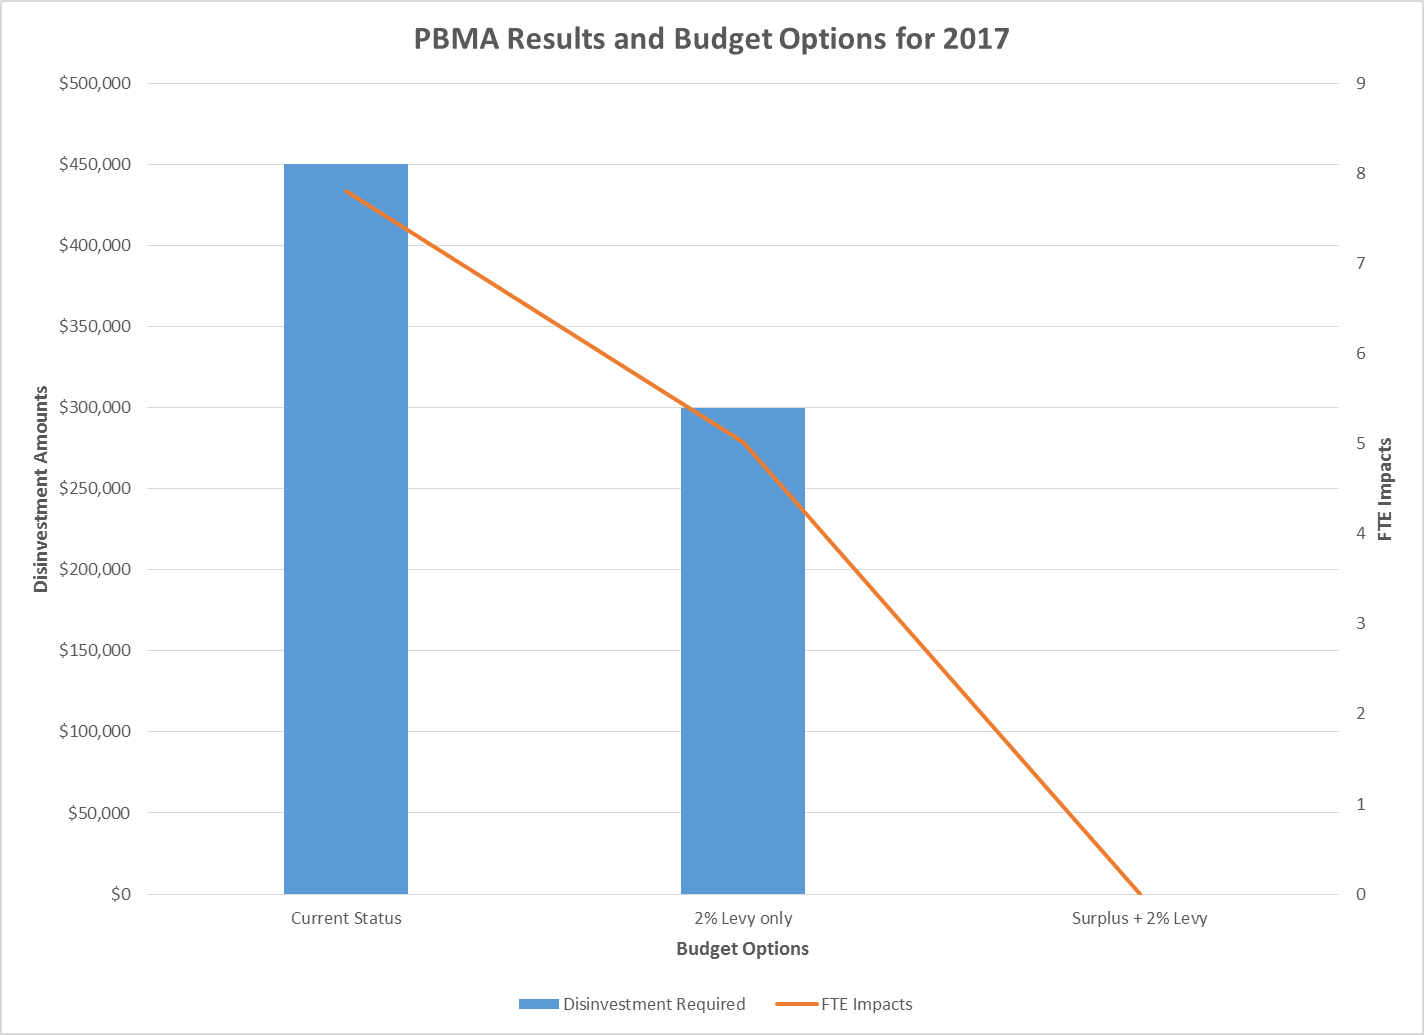 PBMA Results and Budget Options for 2017
$500,000
$450,000
$400,000
$350,000
$300,000
$250,000
$200,000
$150,000
$100,000
$50,000
$0
Disinvestment Amounts
9
8
7
6
5
4
3
2
1
0
FTE Impacts
Current Status
2% Levy only
Surplus + 2% Levy
Budget Options
Disinvestment Required
FTE Impacts